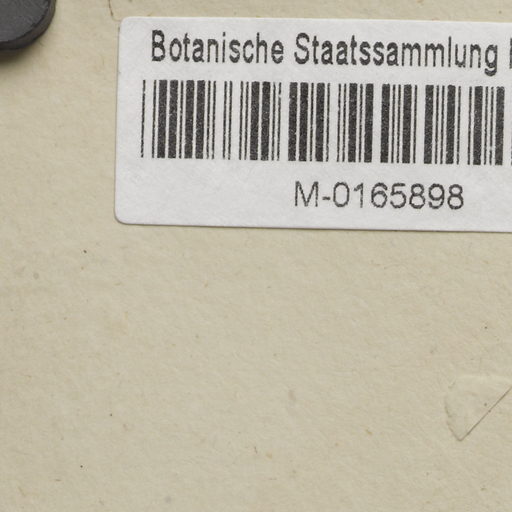 Botanische Staatssammlung
M-0165898